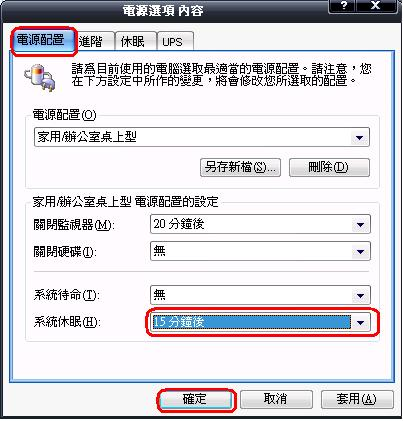 電源選項 內容
? X
電源配置 進階 休眠 UPS
請為目前使用的電腦選取最適當的電源配置。請注意，您
在下方設定中所作的變更，將會修改您所選取的配置。
電源配置(O)
家用/辦公室桌上型
另存新檔(S)... 刪除(D)
家用/辦公室桌上型 電源配置的設定
關閉監視器(M): 20 分鐘後
關閉硬碟(I): 無
系統待命(T): 無
系統休眠(H): 15 分鐘後
確定 取消 套用(A)